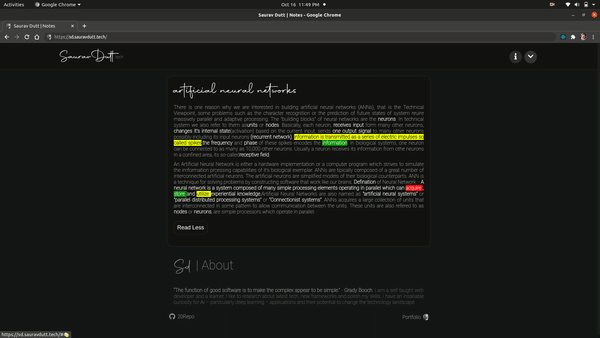 Activities
Google Chrome
Oct 16 11:49 PM
Saurav Dutt | Notes - Google Chrome
Saurav Dutt | Notes
https://sd.sauravdutt.tech/
Saurav Dutt
artificial neural networks
There is one reason why we are interested in building artificial neural networks (ANNs), that is the Technical
Viewpoint, some problems such as the character recognition or the prediction of future states of system reuire
massively parallel and adaptive processing. The "building blocks" of neural networks are the neurons. In technical
system we also refer to them as units or nodes. Basically, each neuron receives input form many other neurons,
changes it's internal state(activation) based on the current input, sends one output signal to many other neurons
possibly including its input neurons (recurrent network). Information is transmitted as a series of electric impulses so
called spikes the frequency and phase of these spikes encodes the information. In biological systems, one neuron
can be connected to as many as 10,000 other neurons. Usually a neuron receives its information from other neurons
in a confined area, its so-called receptive field.
An Artificial Neural Network is either a hardware implementation or a computer program which strives to simulate
the imformation processing capabilities of it's biological exemplar. ANNs are typically composed of a great number of
interconnected artificial neurons. The artificial neurons are simplified models of their biological counterparts. ANN is
a technique for solving problems by constructing software that work like our brains. Definition of Neural Network - A
neural network is a system composed of many simple processing elements operating in parallel which can acquire,
store and utilize experiential knowledge.Artificial Neural Networks are also named as "artificial neural systems" or
"parallel distributed processing systems" or "Connectionist systems". ANNs acquires a large collection of units that
are interconnected in some pattern to allow communication between the units. These units are also refered to as
nodes or neurons, are simple processors which operate in parallel.
Read Less
Sd | About
"The function of good software is to make the complex appear to be simple." - Grady Booch. I am a self taught web
developer and a learner. I like to research about latest tech, new frameworks and polish my skills. I have an insatiable
curiosity for AI - particularly deep learning - applications and their potential to change the technology landscape.
20Repo
Portfolio
https://sd.sauravdutt.tech/#